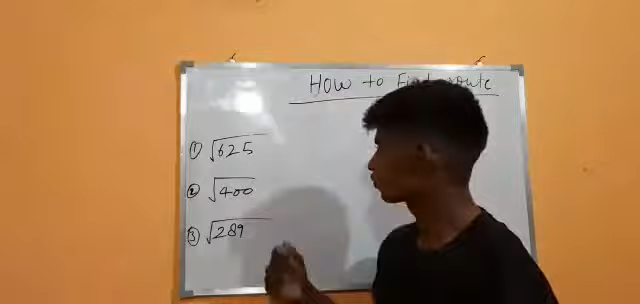 How to Find route
① √625
② √400
③ √289